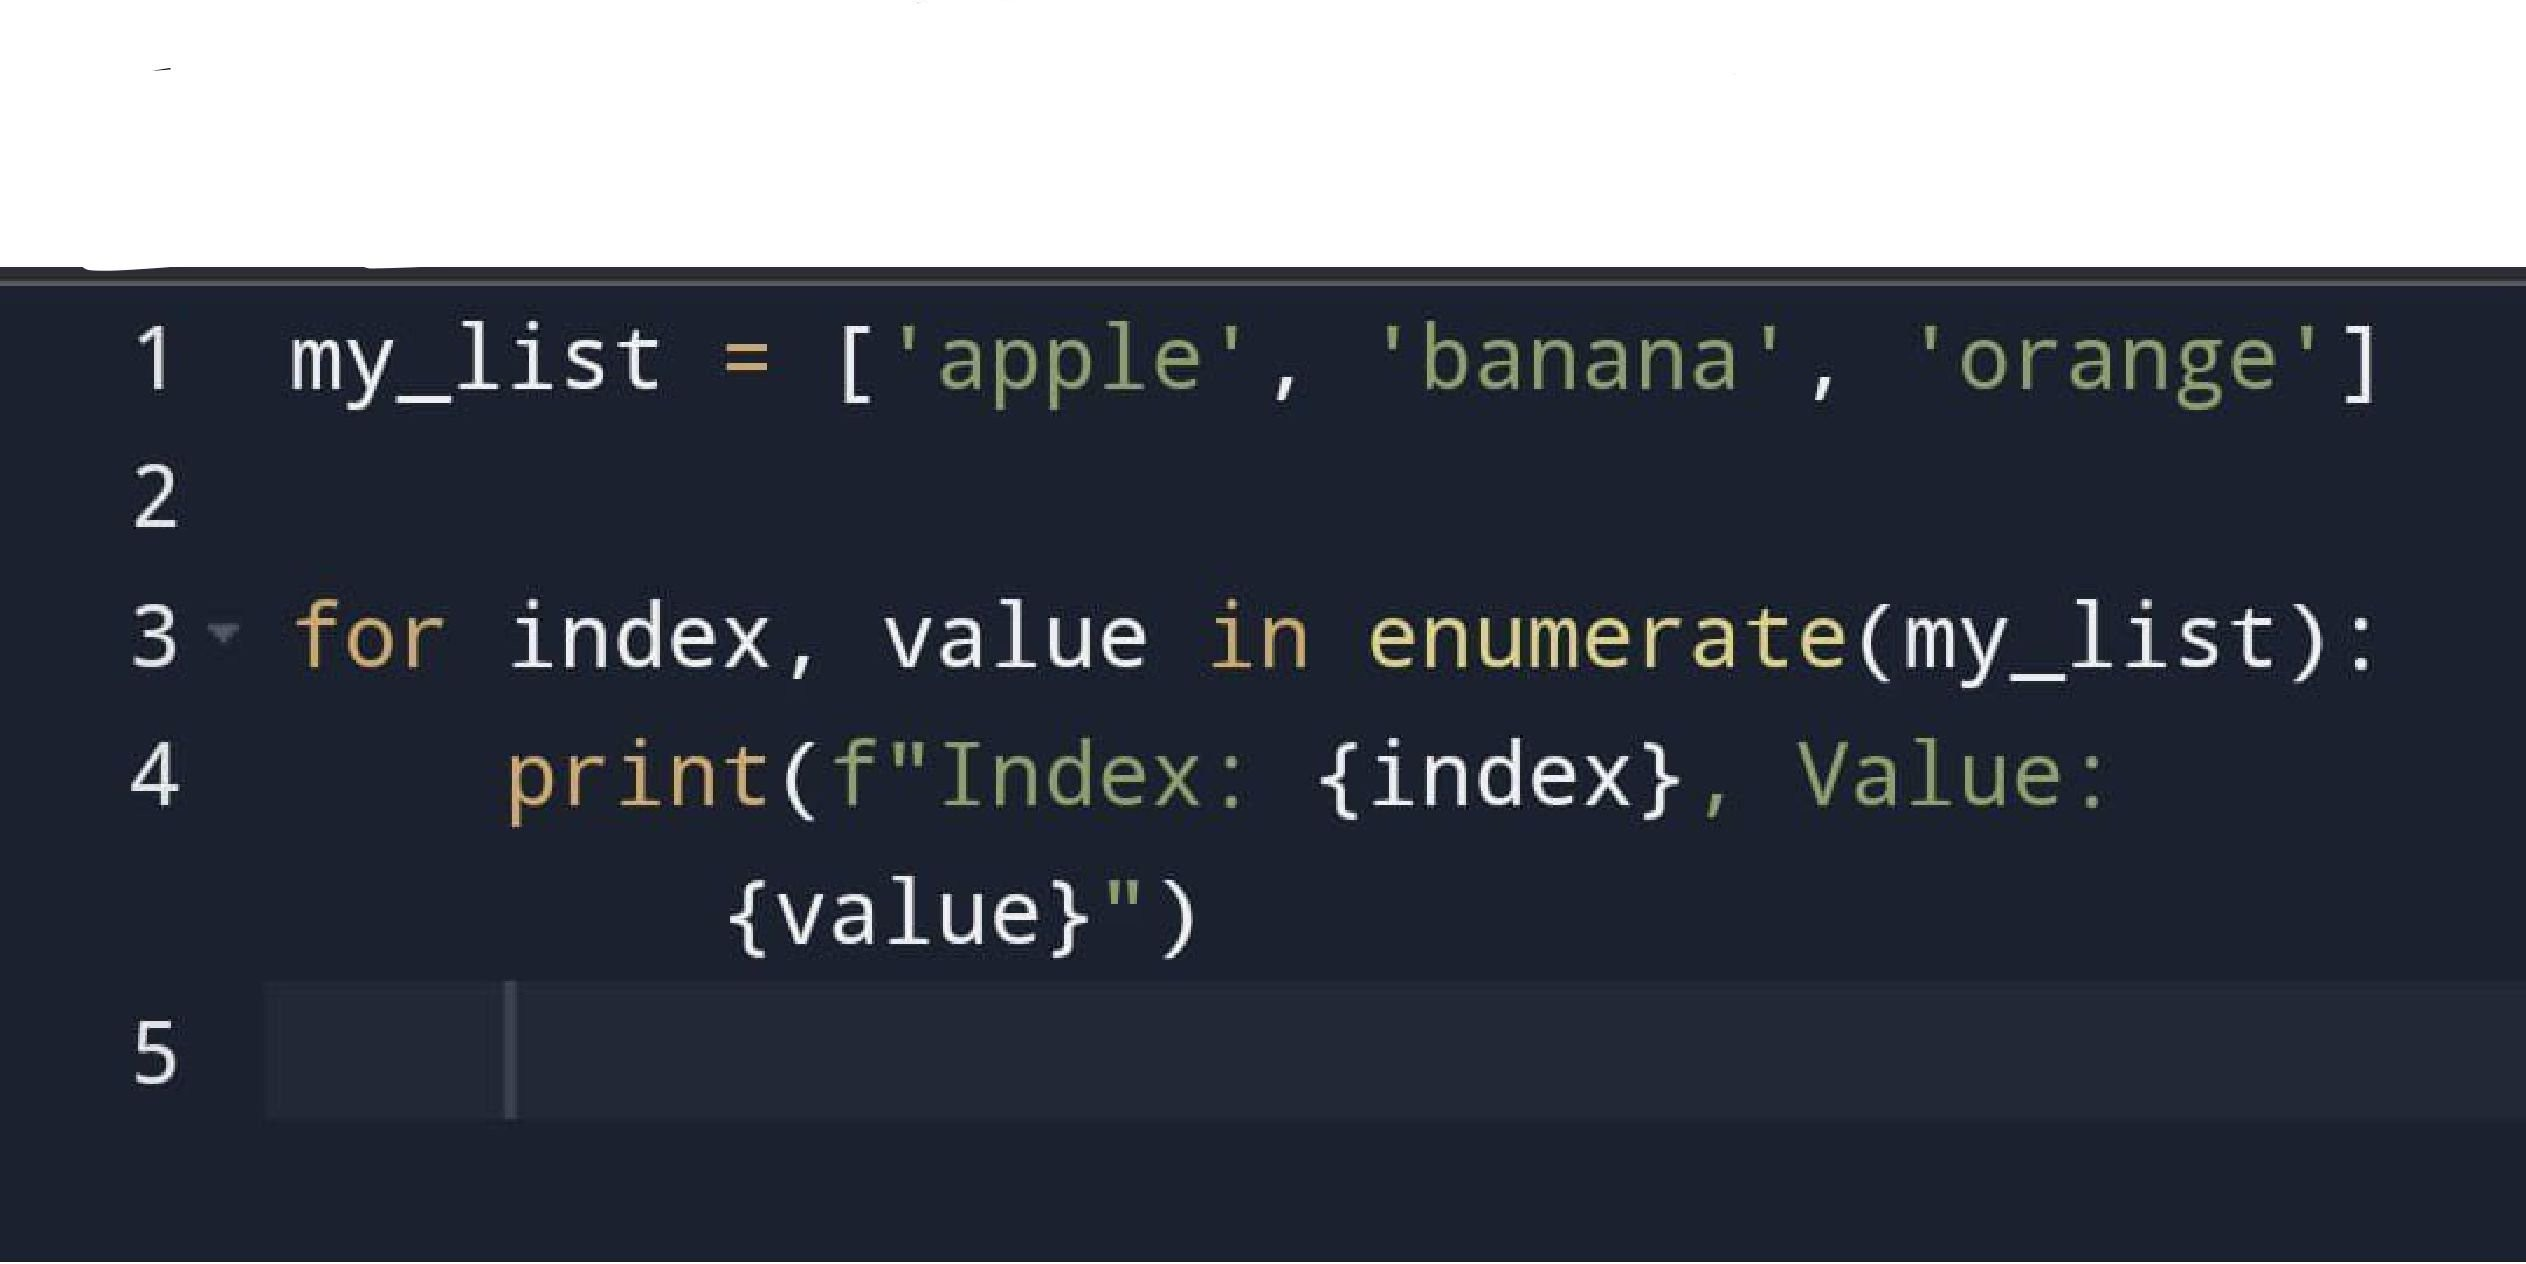 1 my_list = ['apple', 'banana', 'orange']
2
3 for index, value in enumerate(my_list):
4     print(f"Index: {index}, Value:
        {value}")
5